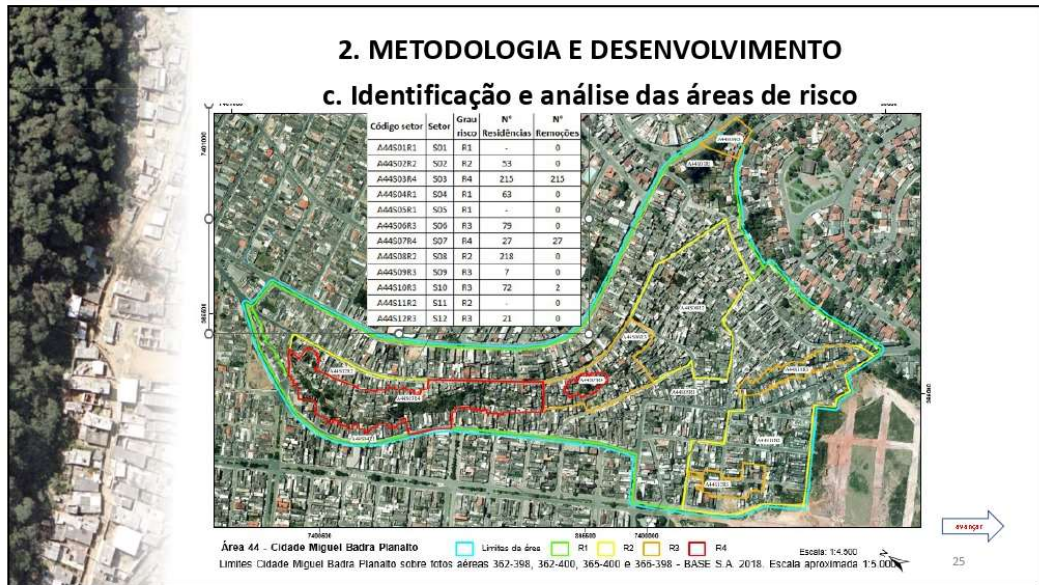 2. METODOLOGIA E DESENVOLVIMENTO
c. Identificação e análise das áreas de risco
Código setor Setor Grau risco N° Residências N° Remoções
A44S01R1 S01 R1 - 0
A44S02R2 S02 R2 53 0
A44S03R4 S03 R4 215 215
A44S04R1 S04 R1 63 0
A44S05R1 S05 R1 - 0
A44S06R3 S06 R3 79 0
A44S07R4 S07 R4 27 27
A44S08R2 S08 R2 218 0
A44S09R3 S09 R3 7 0
A44S10R3 S10 R3 72 2
A44S11R2 S11 R2 - 0
A44S12R3 S12 R3 21 0
7401000
7400500
7400000
avançar
Área 44 - Cidade Miguel Badra Planalto Limites da área R1 R2 R3 R4 Escala: 1:4.500
Limites Cidade Miguel Badra Planalto sobre fotos aéreas 362-398, 362-400, 365-400 e 366-398 - BASE S.A. 2018. Escala aproximada 1:5.000
25